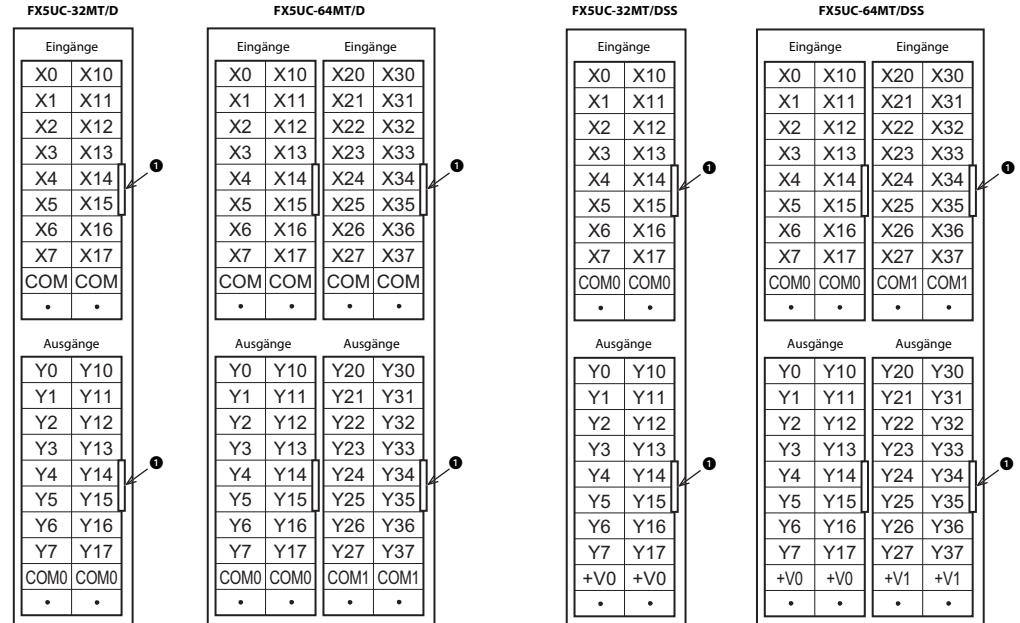 FX5UC-32MT/D
Eingänge
X0 X10
X1 X11
X2 X12
X3 X13
X4 X14
X5 X15
X6 X16
X7 X17
COM COM
• •
❶
Ausgänge
Y0 Y10
Y1 Y11
Y2 Y12
Y3 Y13
Y4 Y14
Y5 Y15
Y6 Y16
Y7 Y17
COM0 COM0
• •
❶
FX5UC-64MT/D
Eingänge Eingänge
X0 X10 X20 X30
X1 X11 X21 X31
X2 X12 X22 X32
X3 X13 X23 X33
X4 X14 X24 X34
X5 X15 X25 X35
X6 X16 X26 X36
X7 X17 X27 X37
COM COM COM COM
• • • •
❶
Ausgänge Ausgänge
Y0 Y10 Y20 Y30
Y1 Y11 Y21 Y31
Y2 Y12 Y22 Y32
Y3 Y13 Y23 Y33
Y4 Y14 Y24 Y34
Y5 Y15 Y25 Y35
Y6 Y16 Y26 Y36
Y7 Y17 Y27 Y37
COM0 COM0 COM1 COM1
• • • •
❶
FX5UC-32MT/DSS
Eingänge
X0 X10
X1 X11
X2 X12
X3 X13
X4 X14
X5 X15
X6 X16
X7 X17
COM0 COM0
• •
❶
Ausgänge
Y0 Y10
Y1 Y11
Y2 Y12
Y3 Y13
Y4 Y14
Y5 Y15
Y6 Y16
Y7 Y17
+V0 +V0
• •
❶
FX5UC-64MT/DSS
Eingänge Eingänge
X0 X10 X20 X30
X1 X11 X21 X31
X2 X12 X22 X32
X3 X13 X23 X33
X4 X14 X24 X34
X5 X15 X25 X35
X6 X16 X26 X36
X7 X17 X27 X37
COM0 COM0 COM1 COM1
• • • •
❶
Ausgänge Ausgänge
Y0 Y10 Y20 Y30
Y1 Y11 Y21 Y31
Y2 Y12 Y22 Y32
Y3 Y13 Y23 Y33
Y4 Y14 Y24 Y34
Y5 Y15 Y25 Y35
Y6 Y16 Y26 Y36
Y7 Y17 Y27 Y37
+V0 +V0 +V1 +V1
• • • •
❶